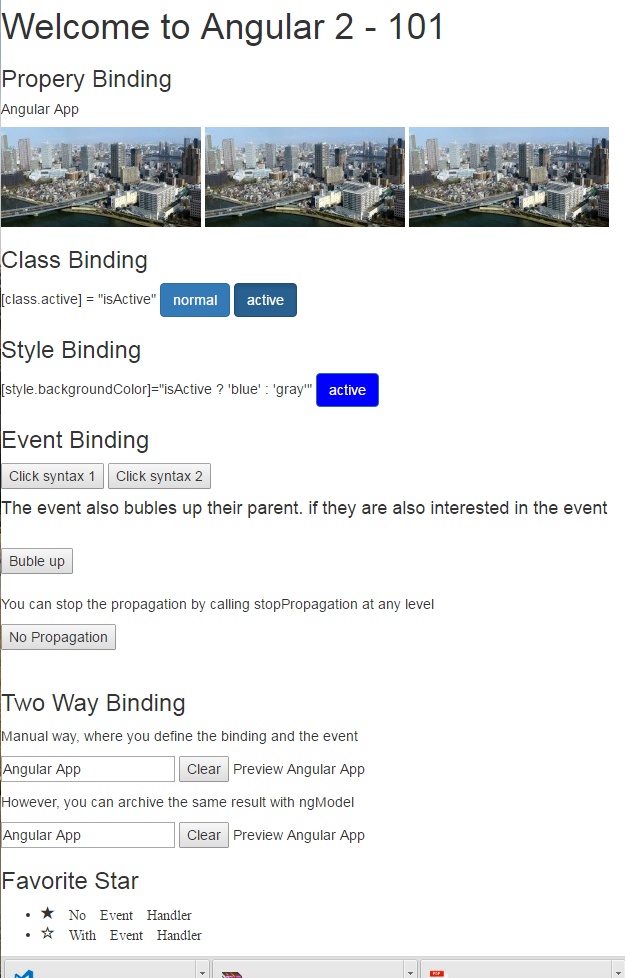 Welcome to Angular 2 - 101
Propery Binding
Angular App
Class Binding
[class.active] = "isActive" normal active
Style Binding
[style.backgroundColor]="isActive ? 'blue' : 'gray'" active
Event Binding
Click syntax 1 Click syntax 2
The event also bubles up their parent. if they are also interested in the event
Buble up
You can stop the propagation by calling stopPropagation at any level
No Propagation
Two Way Binding
Manual way, where you define the binding and the event
Angular App Clear Preview Angular App
However, you can archive the same result with ngModel
Angular App Clear Preview Angular App
Favorite Star
• ★ No Event Handler
• ☆ With Event Handler
PDF